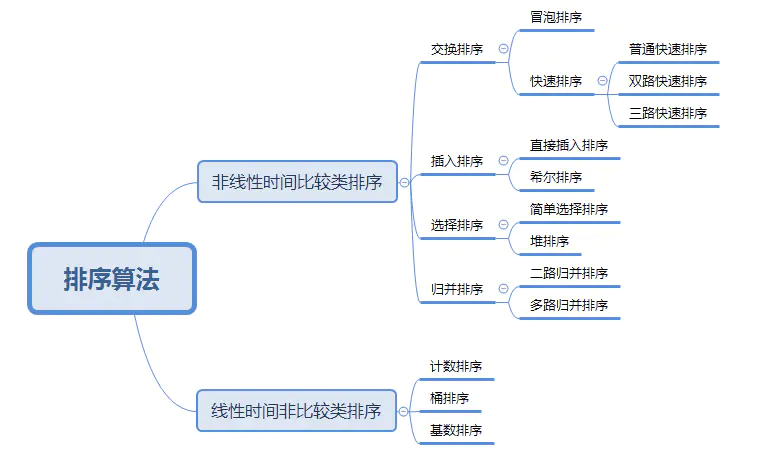 排序算法
非线性时间比较类排序
交换排序
冒泡排序
快速排序
普通快速排序
双路快速排序
三路快速排序
插入排序
直接插入排序
希尔排序
选择排序
简单选择排序
堆排序
归并排序
二路归并排序
多路归并排序
线性时间非比较类排序
计数排序
桶排序
基数排序